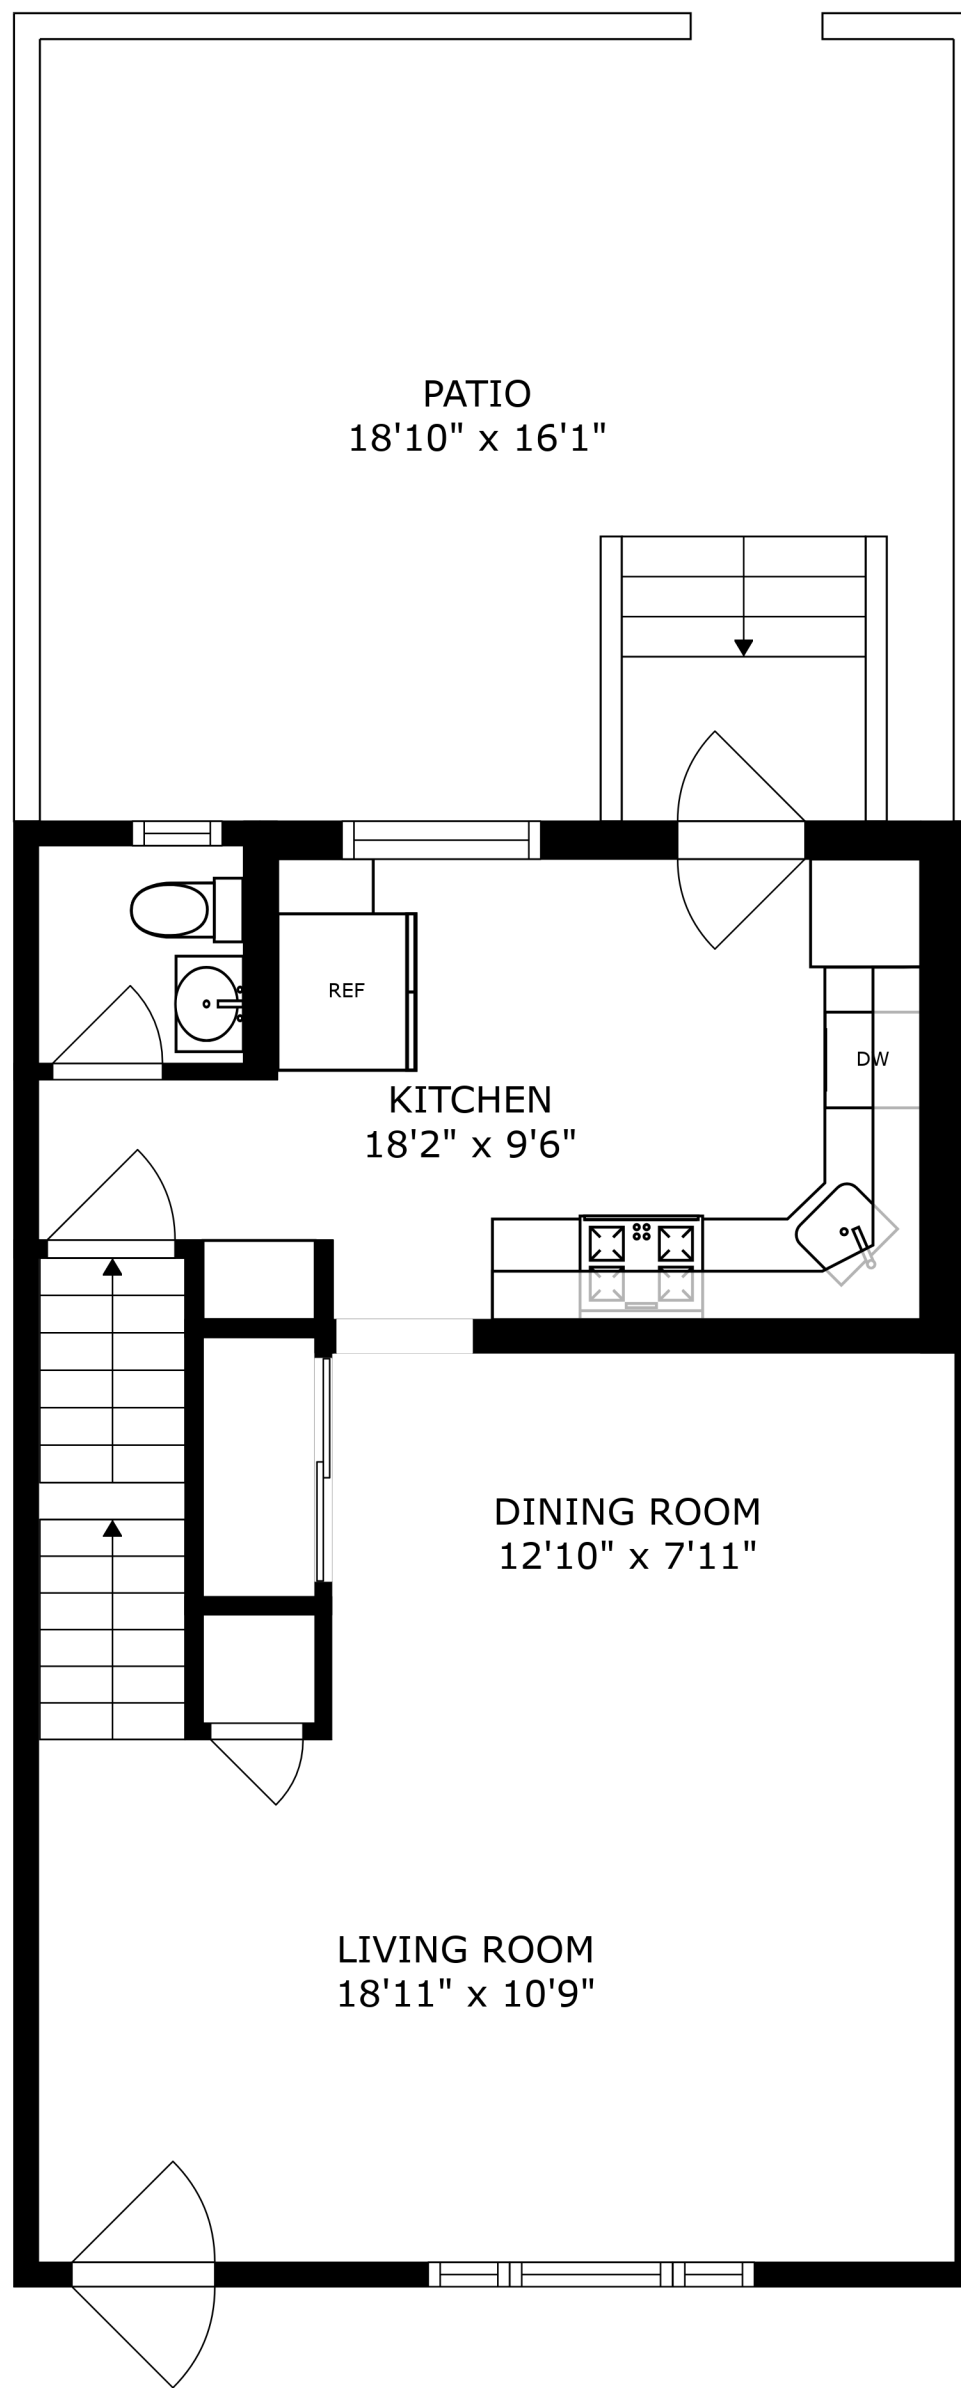 PATIO
18'10" x 16'1"
REF
DW
KITCHEN
18'2" x 9'6"
DINING ROOM
12'10" x 7'11"
LIVING ROOM
18'11" x 10'9"